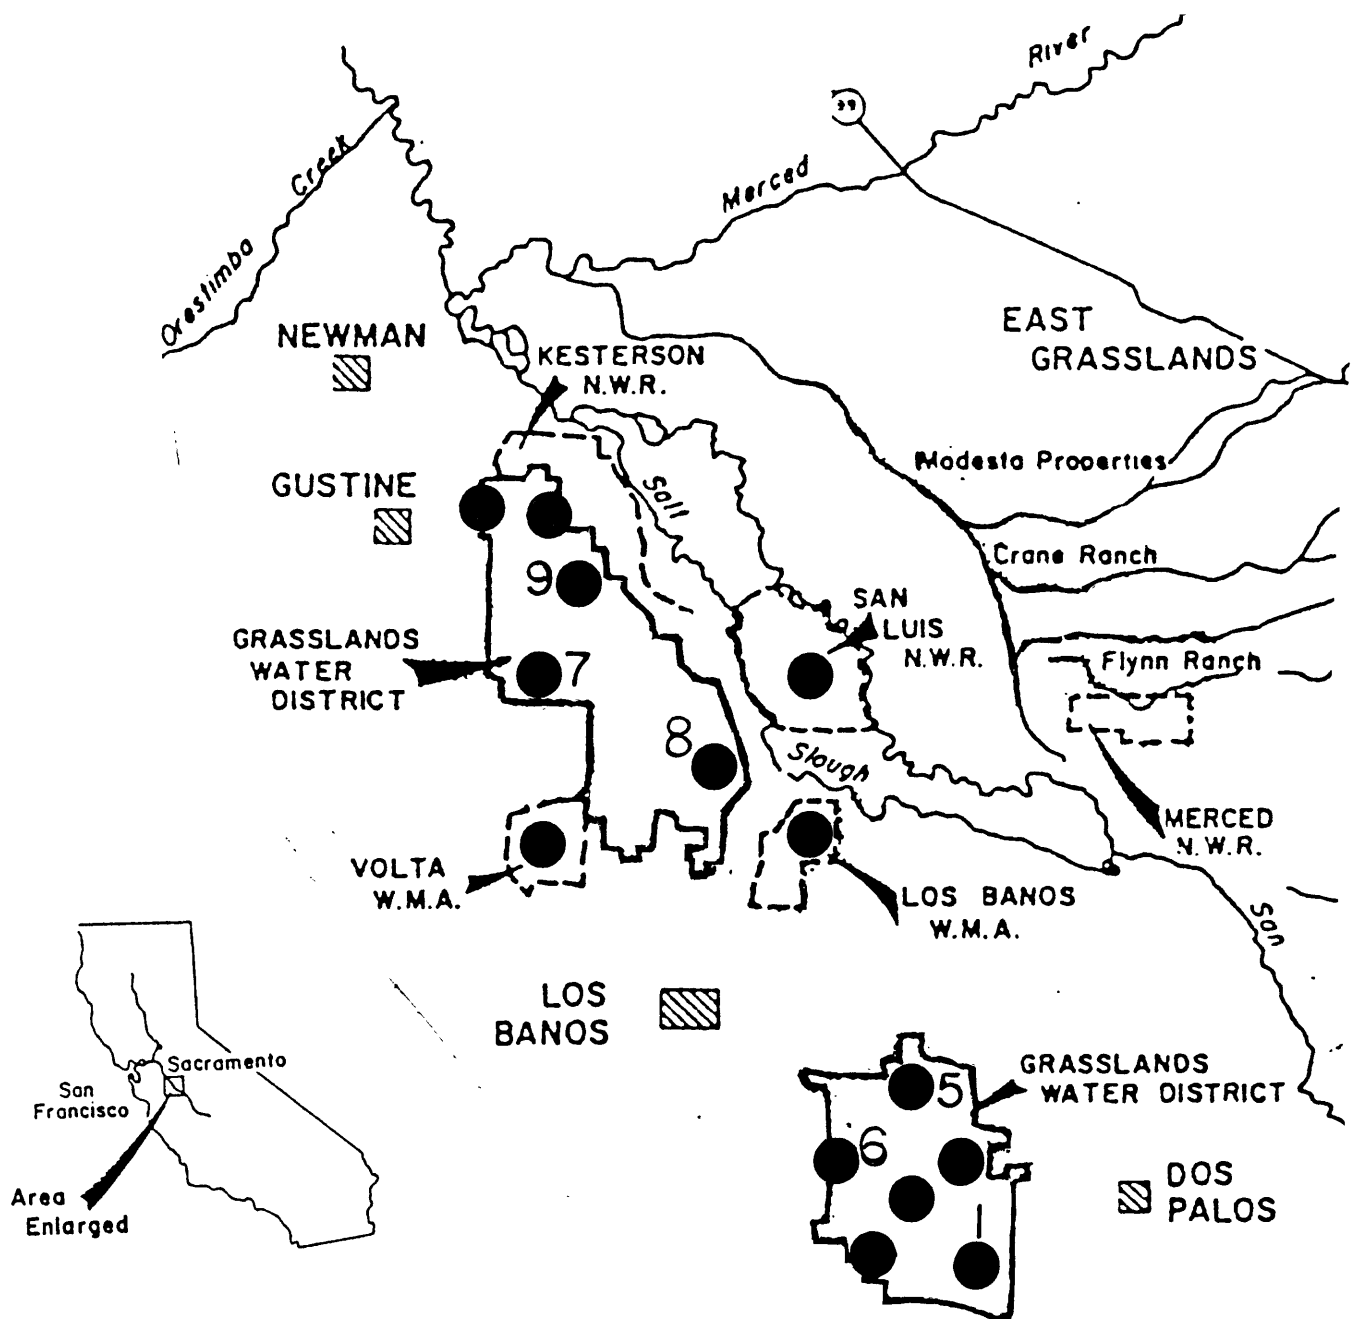 River
99
Merced
Creek
Orestimba
NEWMAN
EAST
GRASSLANDS
KESTERSON
N.W.R.
Modesta Properties
GUSTINE
Salt
Crane Ranch
9
SAN
LUIS
N.W.R.
GRASSLANDS
WATER
DISTRICT
7
Flynn Ranch
8
Slough
MERCED
N.W.R.
VOLTA
W.M.A.
LOS BANOS
W.M.A.
San
LOS
BANOS
Sacramento
San
Francisco
GRASSLANDS
WATER DISTRICT
5
6
DOS
PALOS
1
Area
Enlarged